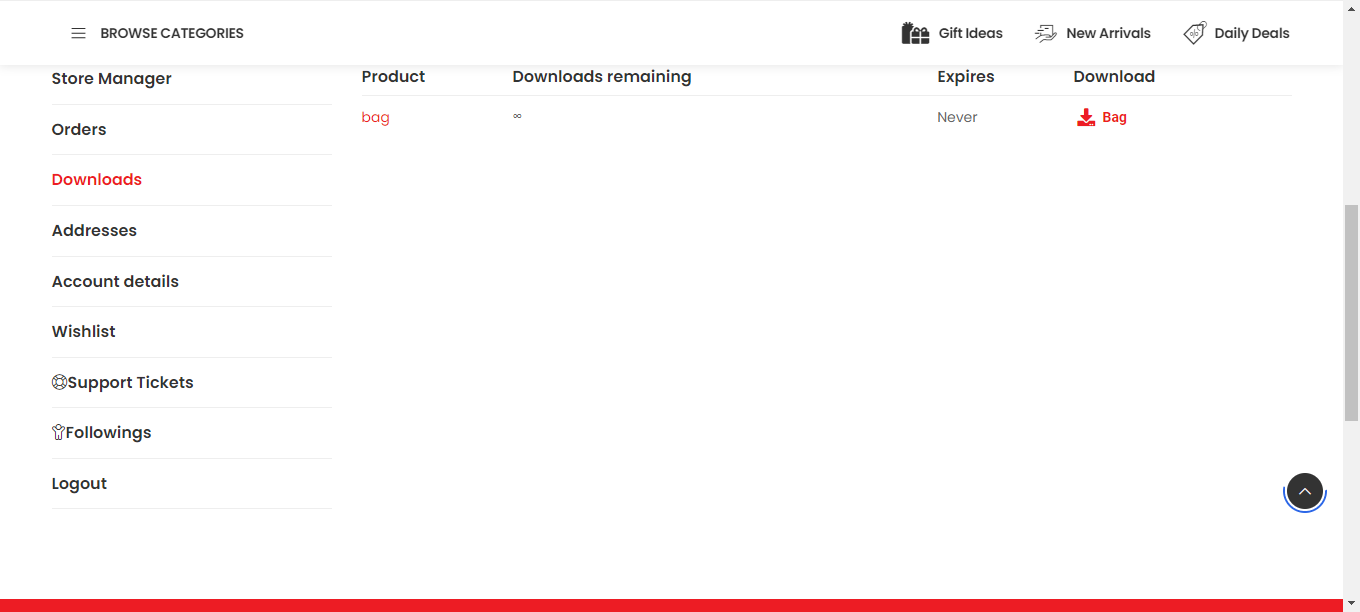 BROWSE CATEGORIES
Gift Ideas
New Arrivals
Daily Deals
Store Manager
Orders
Downloads
Addresses
Account details
Wishlist
Support Tickets
Followings
Logout
Product Downloads remaining Expires Download
bag ∞ Never Bag